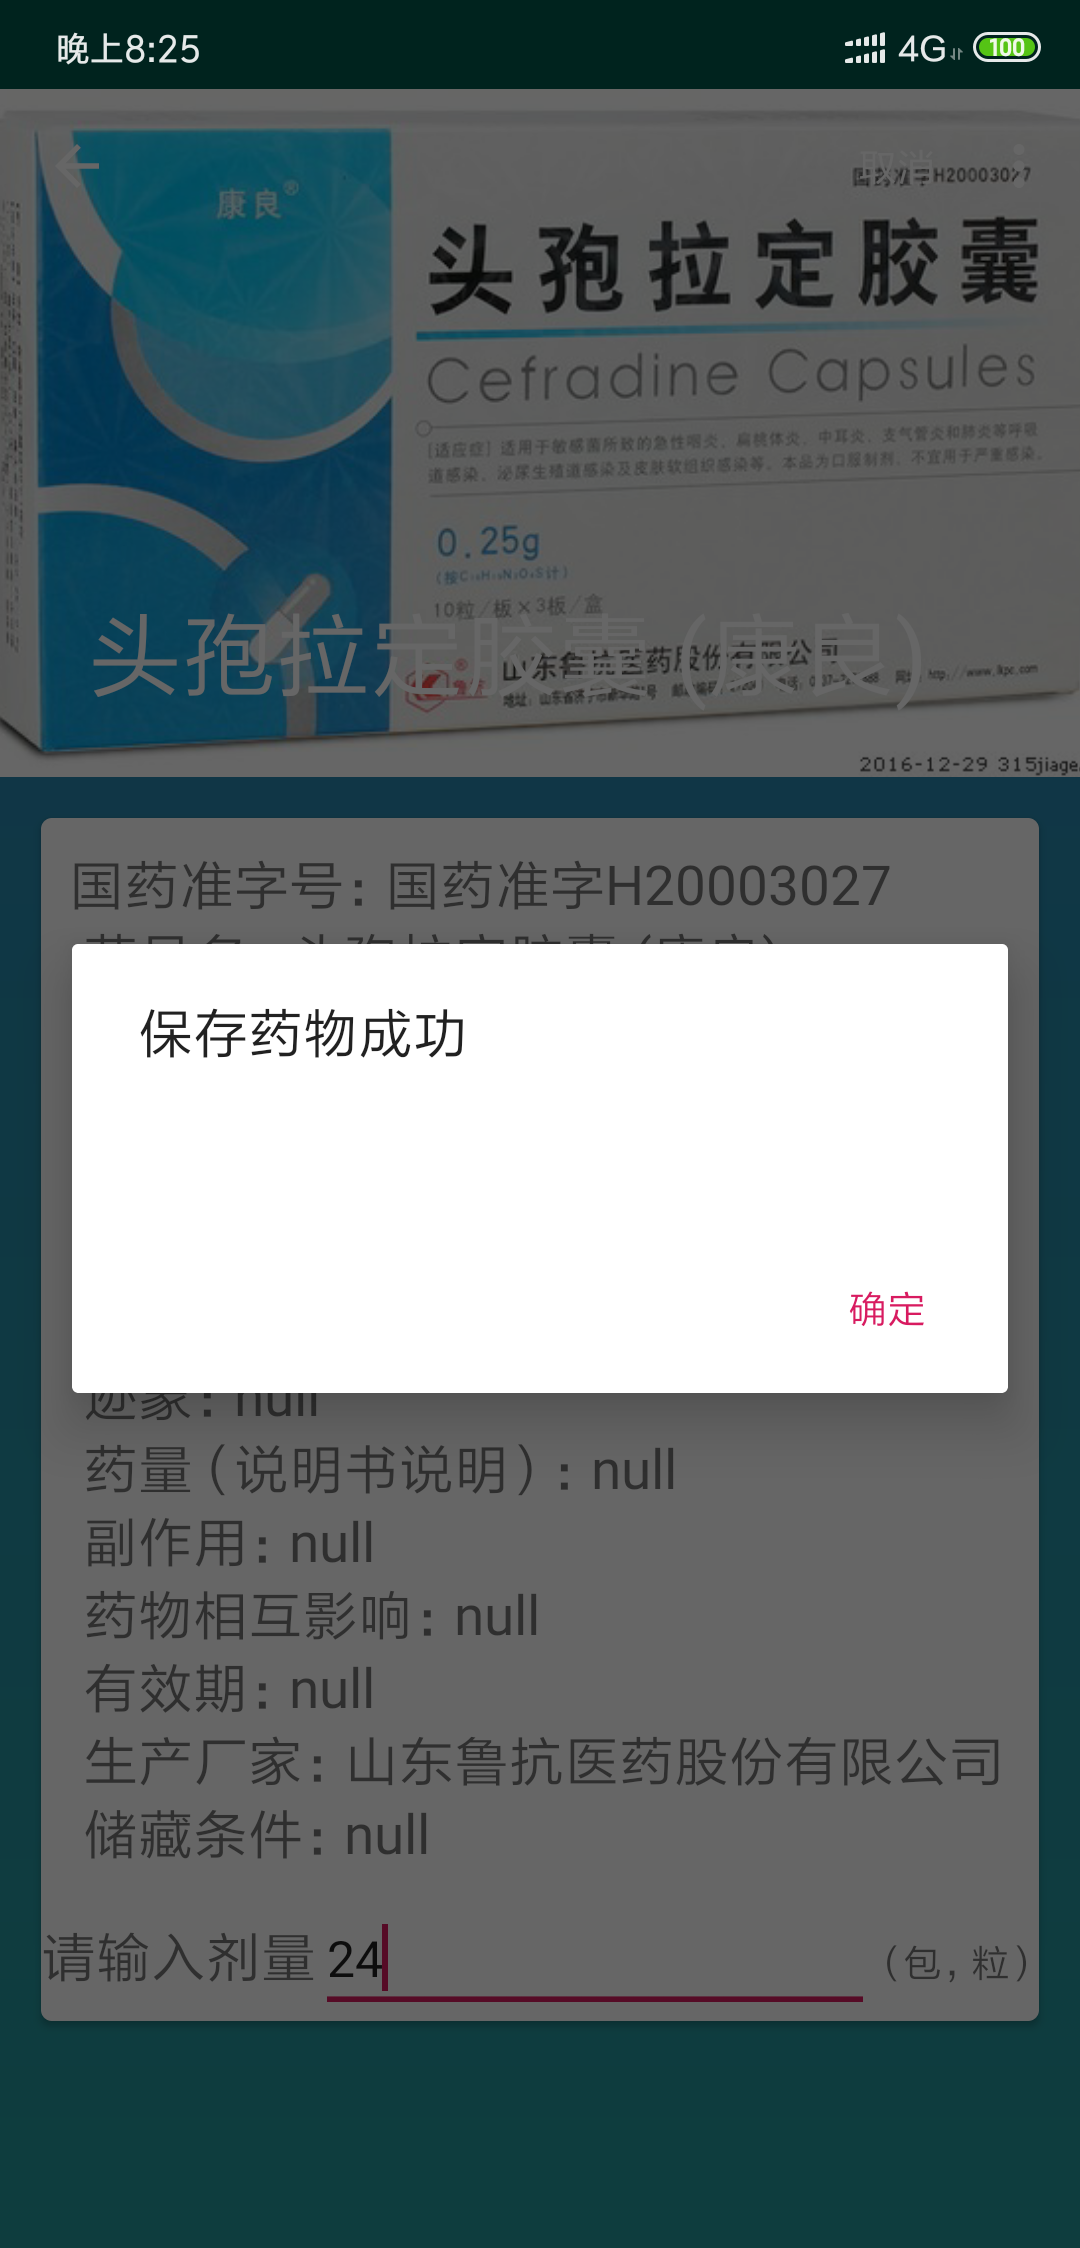 晚上8:25
4G
100
取消
康良®
国药准字H20003027
头孢拉定胶囊
Cefradine Capsules
[适应症] 适用于敏感菌所致的急性咽炎、扁桃体炎、中耳炎、支气管炎和肺炎等呼吸
道感染、泌尿生殖道感染及皮肤软组织感染等。本品为口服制剂，不宜用于严重感染。
0.25g
10粒/板×3板/盒
头孢拉定胶囊 (康良)
山东鲁抗医药股份有限公司
http://www.lkpc.com
2016-12-29 315jiage
国药准字号：国药准字H20003027
保存药物成功
确定
迹象：null
药量（说明书说明）：null
副作用：null
药物相互影响：null
有效期：null
生产厂家：山东鲁抗医药股份有限公司
储藏条件：null
请输入剂量 24 （包, 粒）